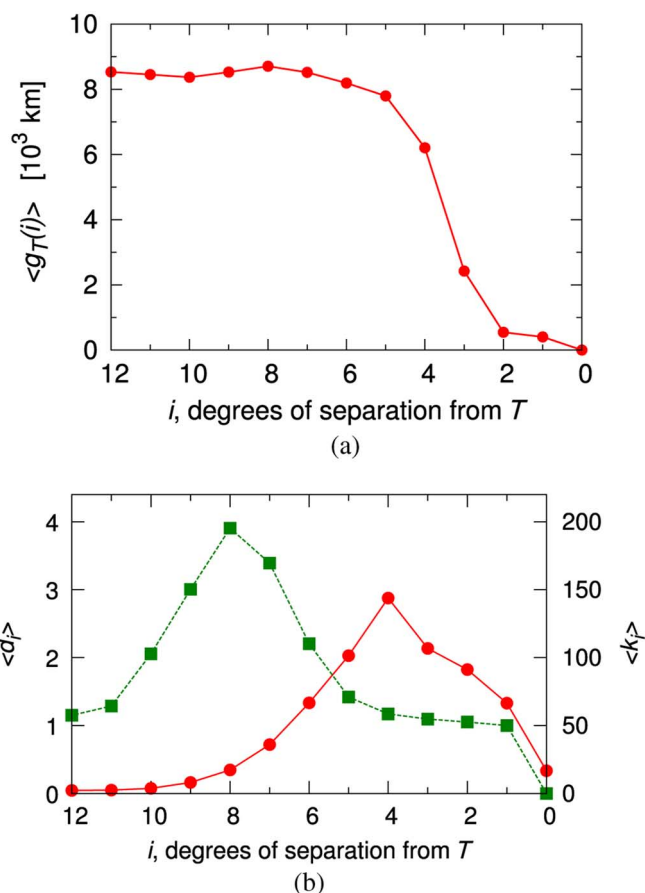 10
8
6
4
2
0
<g_T(i)> [10^3 km]
12 10 8 6 4 2 0
i, degrees of separation from T
(a)
4
3
2
1
0
<d_i>
200
150
100
50
0
<k_i>
12 10 8 6 4 2 0
i, degrees of separation from T
(b)